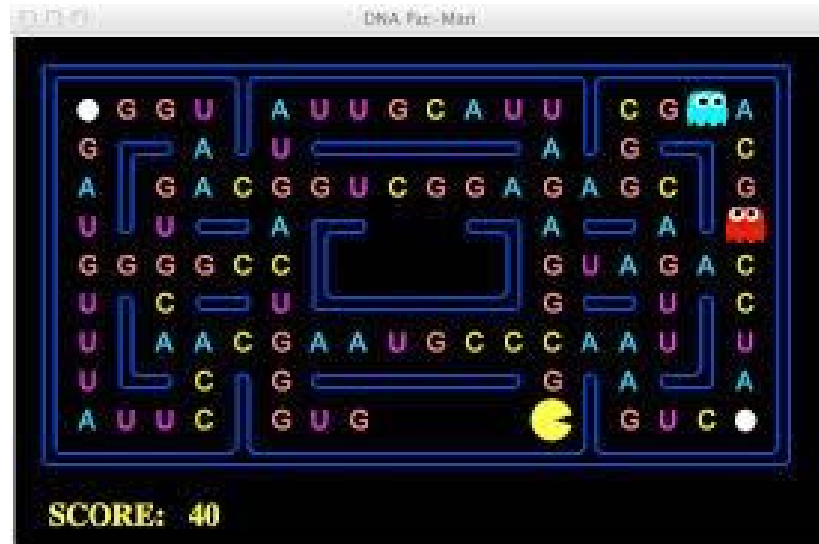 DNA Pac-Man
G G U A U U G C A U U C G A
G A U A G C
A G A C G G U C G G A G A G C G
U U A A A
G G G G C C G U A G A C
U C U G U C
U A A C G A A U G C C C A A U U
U C G G A A
A U U C G U G G U C
SCORE: 40